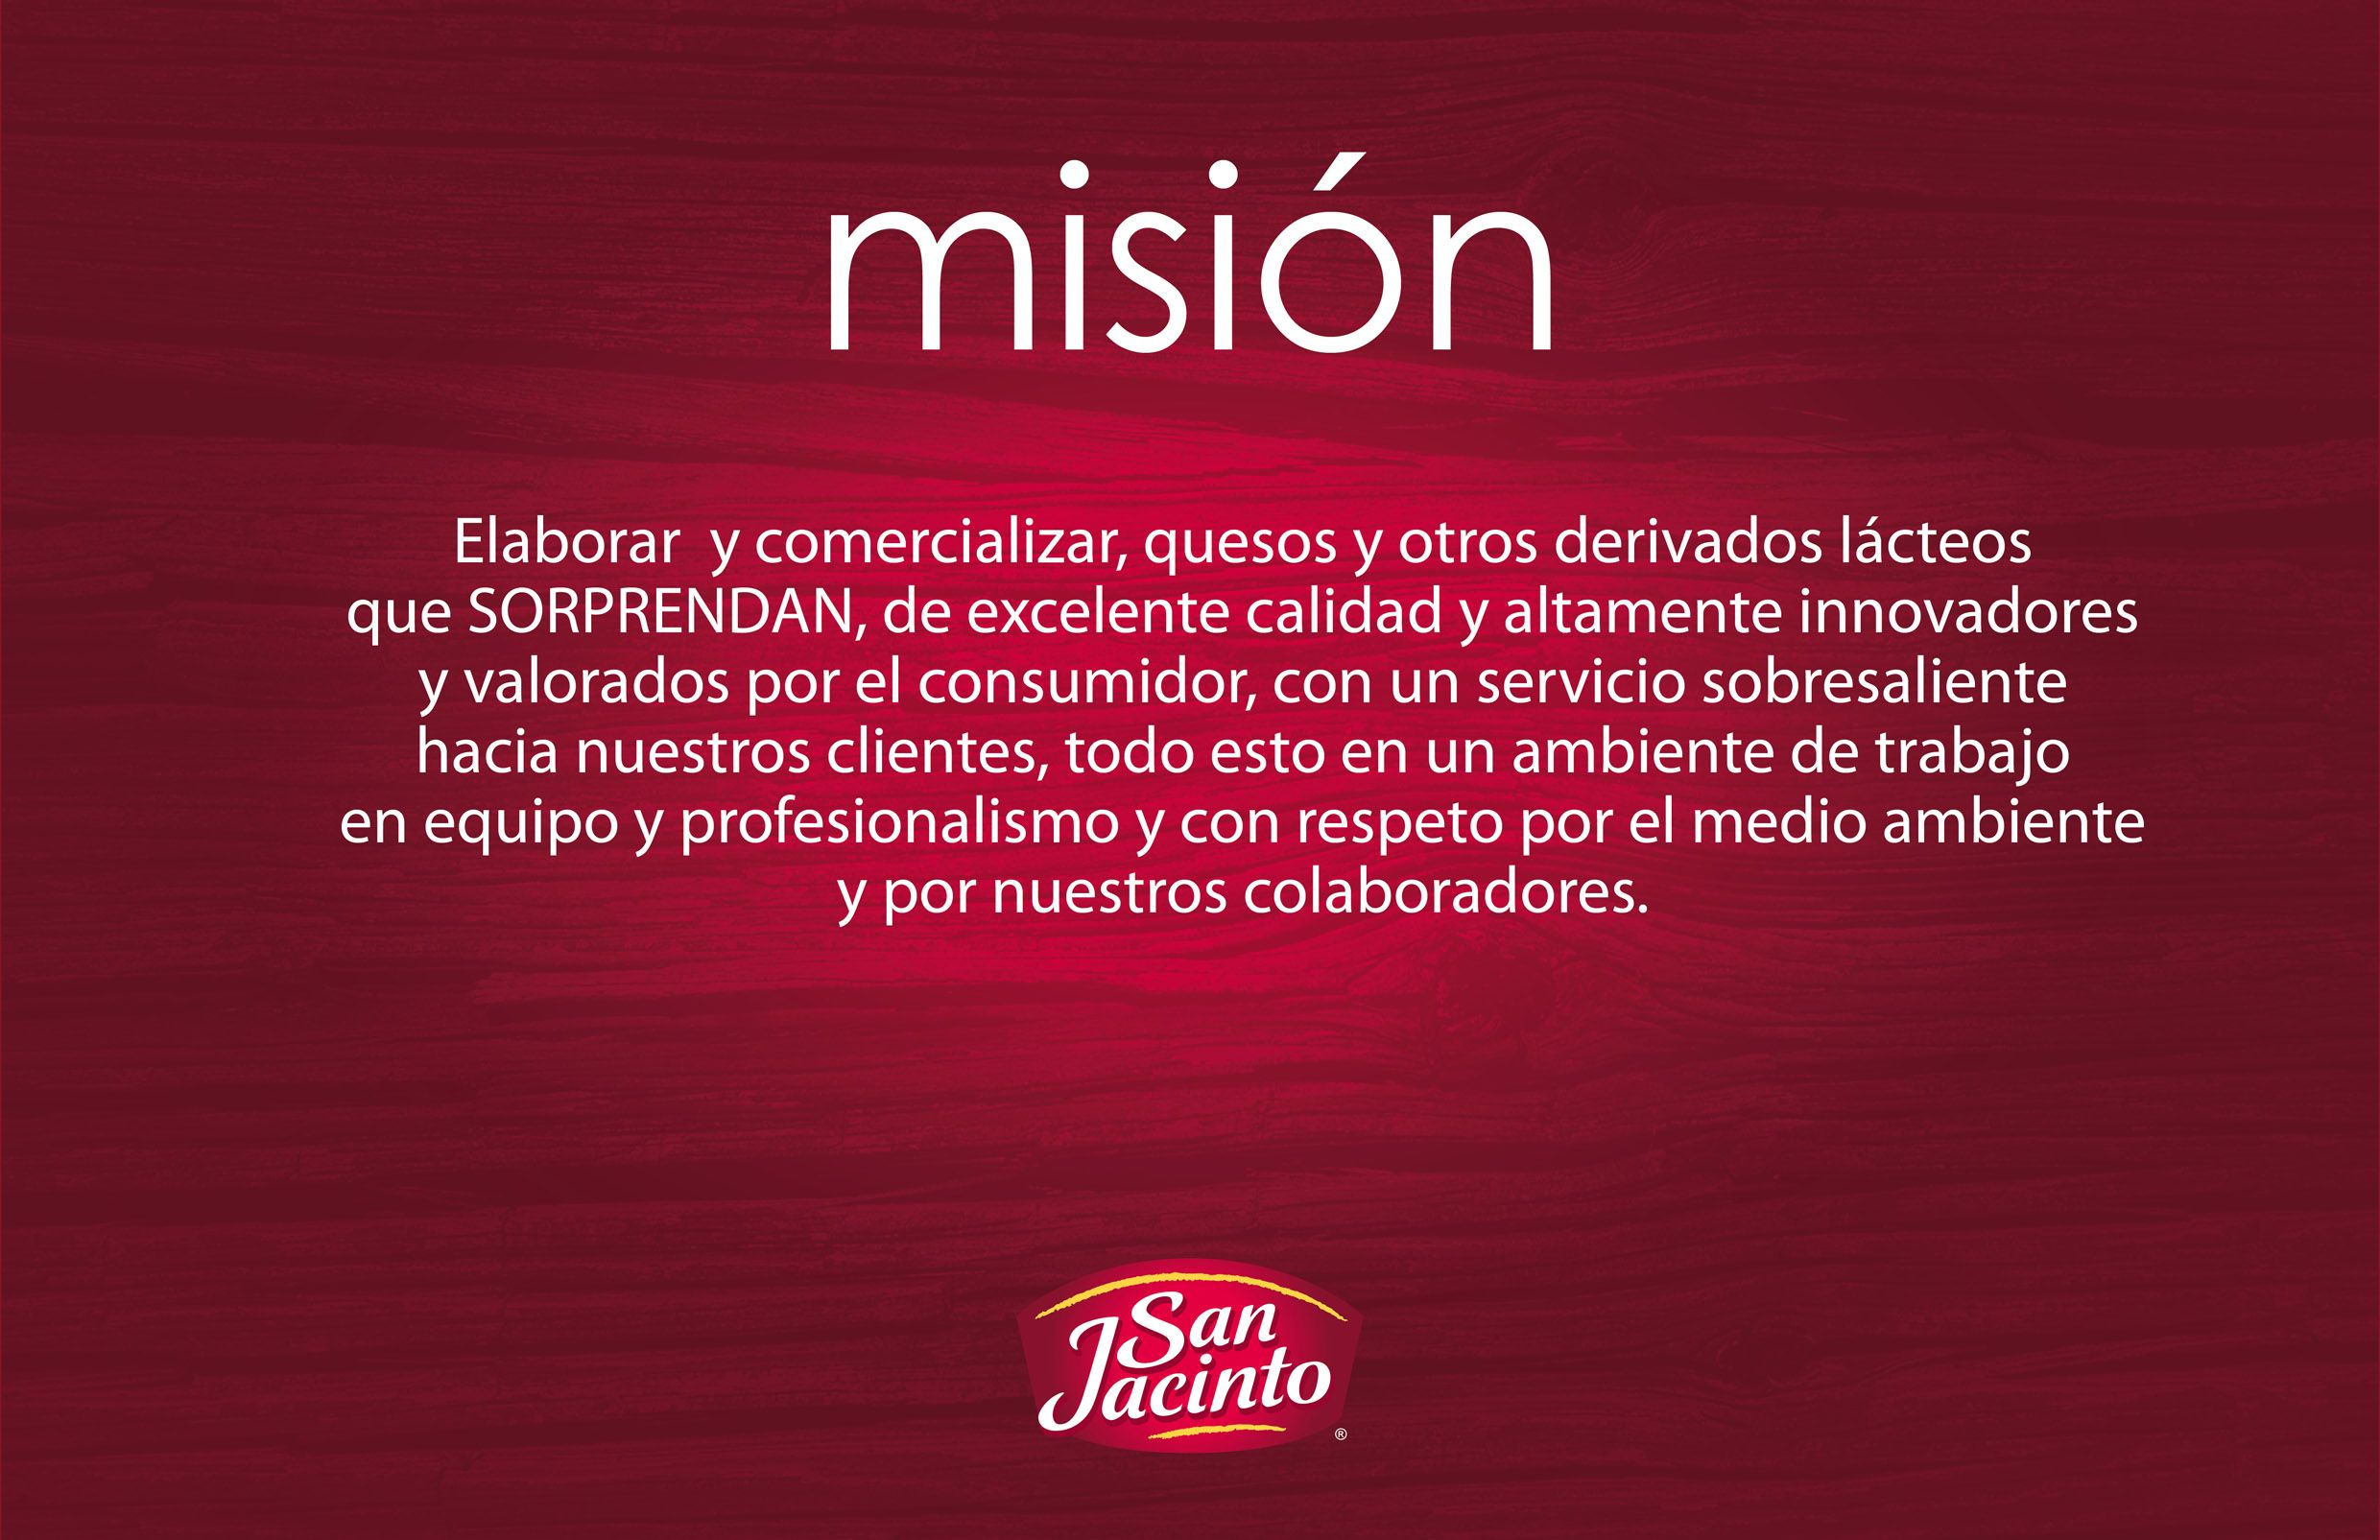 misión
Elaborar  y comercializar, quesos y otros derivados lácteos
que SORPRENDAN, de excelente calidad y altamente innovadores
y valorados por el consumidor, con un servicio sobresaliente
hacia nuestros clientes, todo esto en un ambiente de trabajo
en equipo y profesionalismo y con respeto por el medio ambiente
y por nuestros colaboradores.
San
Jacinto
®